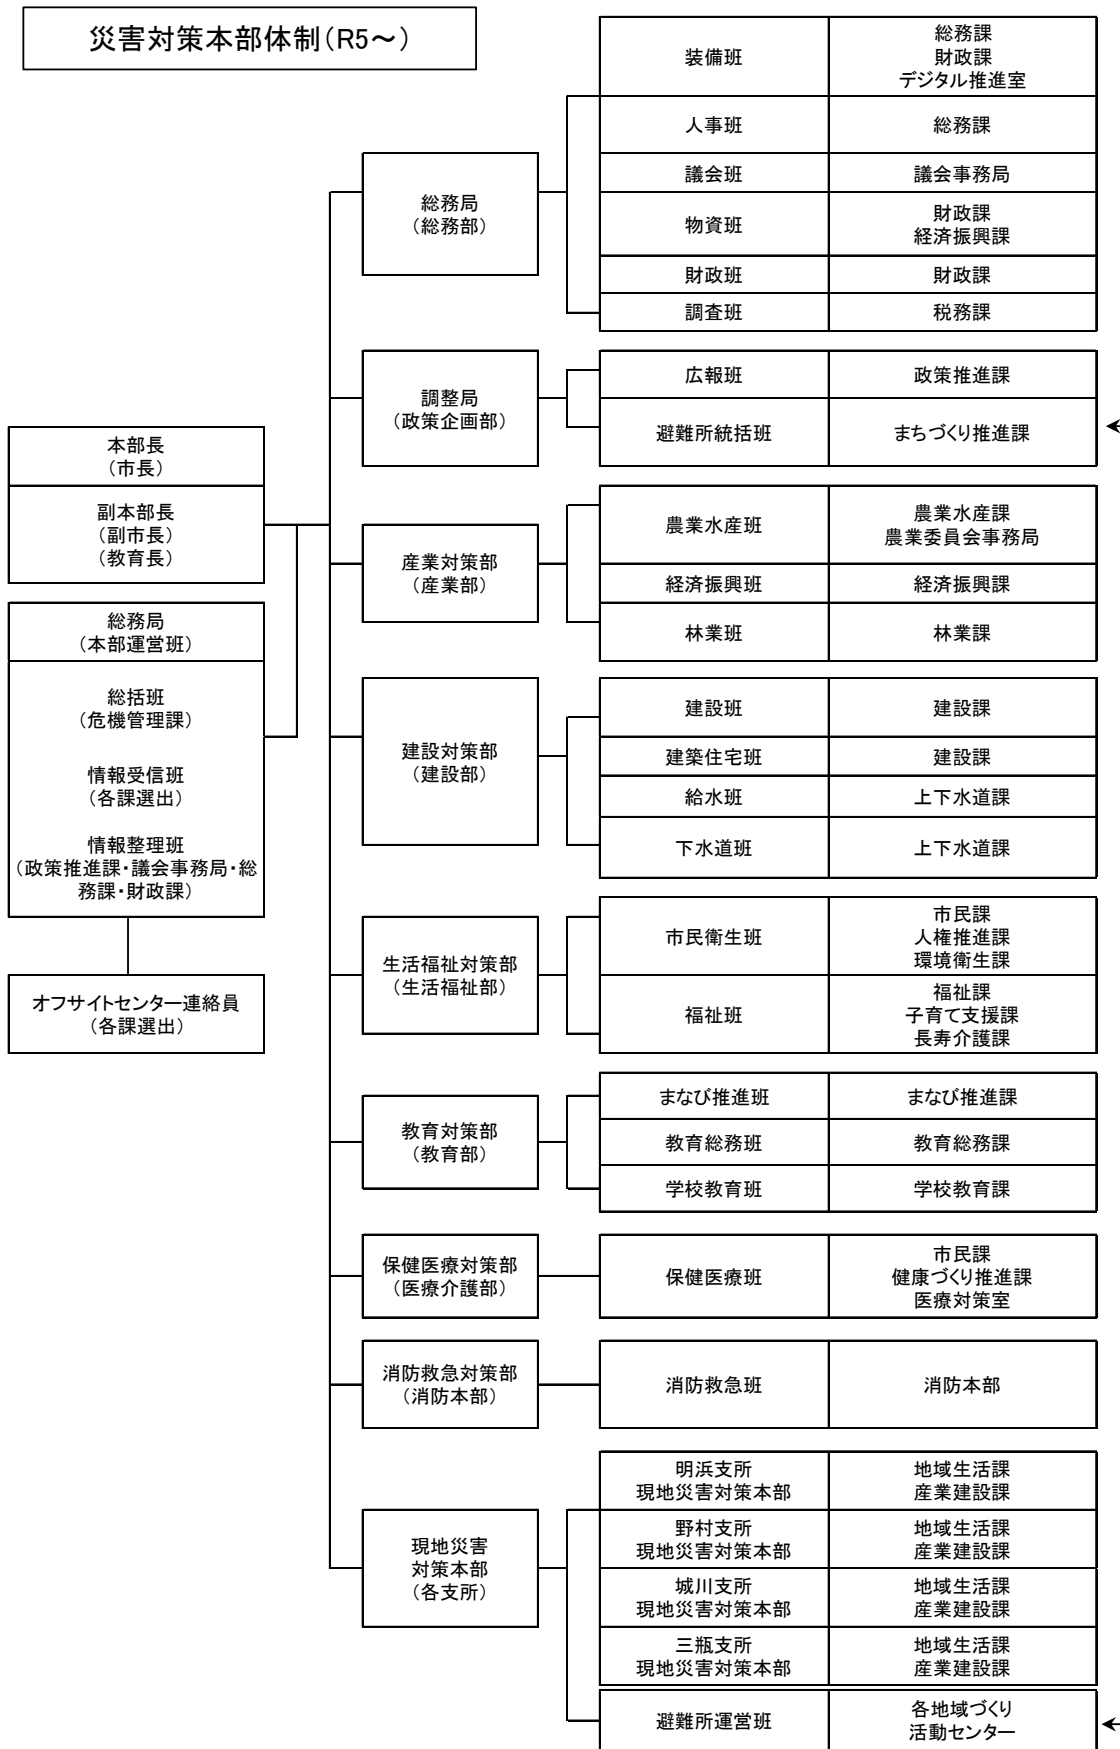 災害対策本部体制(R5～)
本部長
(市長)
副本部長
(副市長)
(教育長)
総務局
(本部運営班)
総括班
(危機管理課)
情報受信班
(各課選出)
情報整理班
(政策推進課・議会事務局・総
務課・財政課)
オフサイトセンター連絡員
(各課選出)
総務局
(総務部)
装備班
総務課
財政課
デジタル推進室
人事班
総務課
議会班
議会事務局
物資班
財政課
経済振興課
財政班
財政課
調査班
税務課
調整局
(政策企画部)
広報班
政策推進課
避難所統括班
まちづくり推進課
産業対策部
(産業部)
農業水産班
農業水産課
農業委員会事務局
経済振興班
経済振興課
林業班
林業課
建設対策部
(建設部)
建設班
建設課
建築住宅班
建設課
給水班
上下水道課
下水道班
上下水道課
生活福祉対策部
(生活福祉部)
市民衛生班
市民課
人権推進課
環境衛生課
福祉班
福祉課
子育て支援課
長寿介護課
教育対策部
(教育部)
まなび推進班
まなび推進課
教育総務班
教育総務課
学校教育班
学校教育課
保健医療対策部
(医療介護部)
保健医療班
市民課
健康づくり推進課
医療対策室
消防救急対策部
(消防本部)
消防救急班
消防本部
現地災害
対策本部
(各支所)
明浜支所
現地災害対策本部
地域生活課
産業建設課
野村支所
現地災害対策本部
地域生活課
産業建設課
城川支所
現地災害対策本部
地域生活課
産業建設課
三瓶支所
現地災害対策本部
地域生活課
産業建設課
避難所運営班
各地域づくり
活動センター